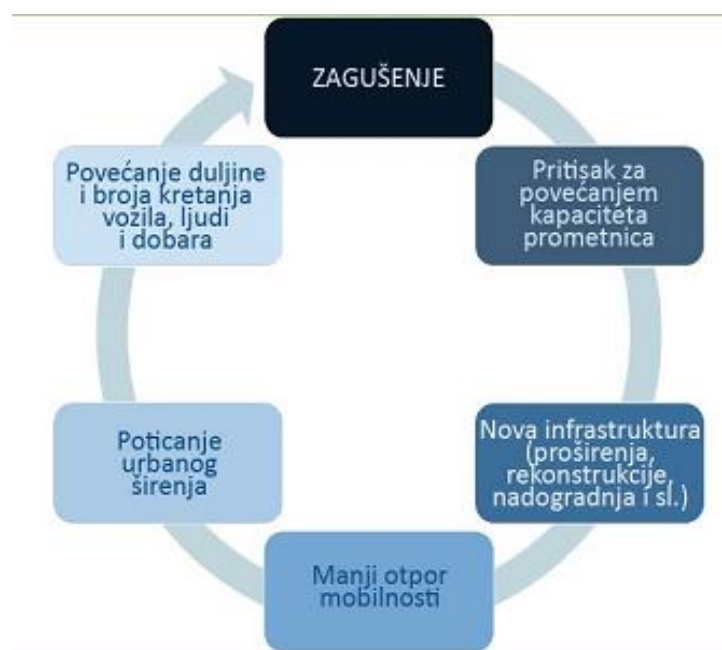 ZAGUŠENJE
Pritisak za
povećanjem
kapaciteta
prometnica
Nova infrastruktura
(proširenja,
rekonstrukcije,
nadogradnja i sl.)
Manji otpor
mobilnosti
Poticanje
urbanog
širenja
Povećanje duljine
i broja kretanja
vozila, ljudi
i dobara